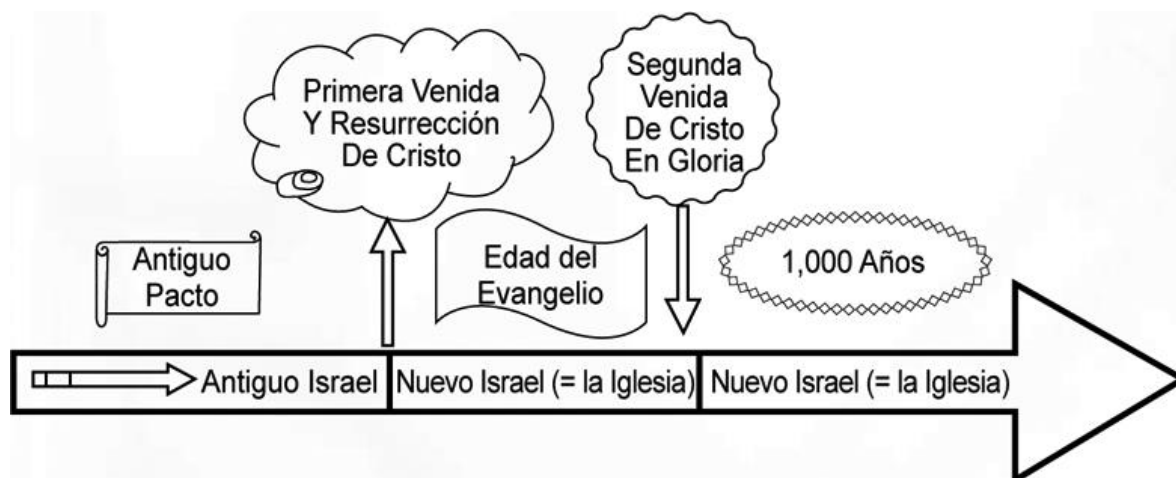 Primera Venida
Y Resurrección
De Cristo
Segunda
Venida
De Cristo
En Gloria
Antiguo
Pacto
Edad del
Evangelio
1,000 Años
Antiguo Israel
Nuevo Israel (= la Iglesia)
Nuevo Israel (= la Iglesia)